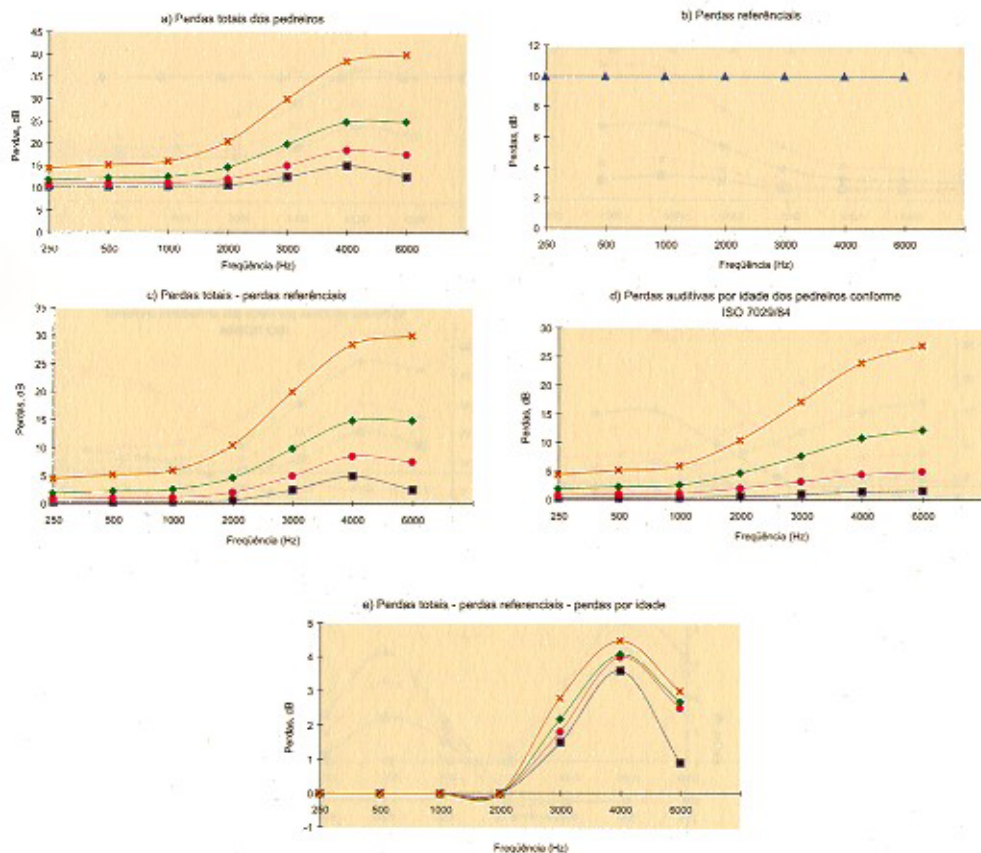 a) Perdas totais dos pedreiros
45
40
35
30
25
20
15
10
5
0
Perdas, dB
250 500 1000 2000 3000 4000 6000
Freqüência (Hz)
b) Perdas referênciais
12
10
8
6
4
2
0
Perdas, dB
250 500 1000 2000 3000 4000 6000
Freqüência (Hz)
c) Perdas totais - perdas referênciais
35
30
25
20
15
10
5
0
Perdas, dB
250 500 1000 2000 3000 4000 6000
Freqüência (Hz)
d) Perdas auditivas por idade dos pedreiros conforme
ISO 7029/84
30
25
20
15
10
5
0
Perdas, dB
250 500 1000 2000 3000 4000 6000
Freqüência (Hz)
e) Perdas totais - perdas referenciais - perdas por idade
5
4
3
2
1
0
-1
Perdas, dB
250 500 1000 2000 3000 4000 6000
Freqüência (Hz)